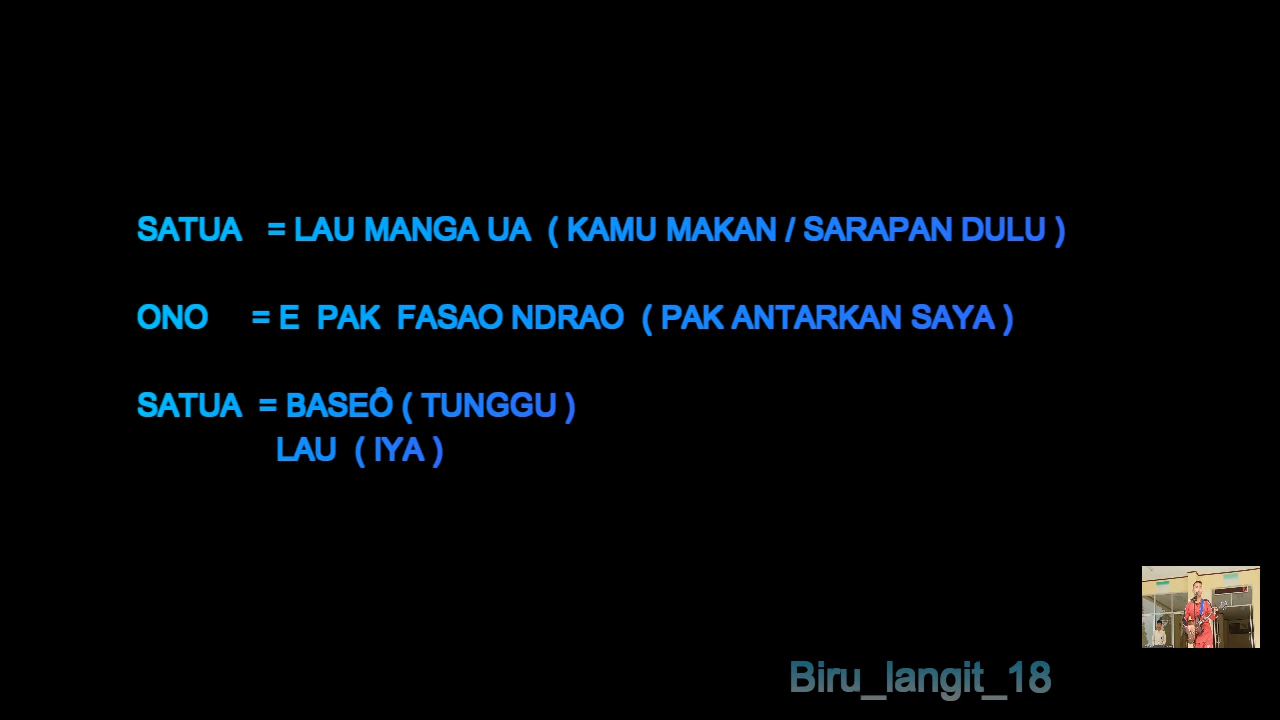 SATUA = LAU MANGA UA ( KAMU MAKAN / SARAPAN DULU )
ONO = E PAK FASAO NDRAO ( PAK ANTARKAN SAYA )
SATUA = BASEÔ ( TUNGGU )
LAU ( IYA )
Biru_langit_18